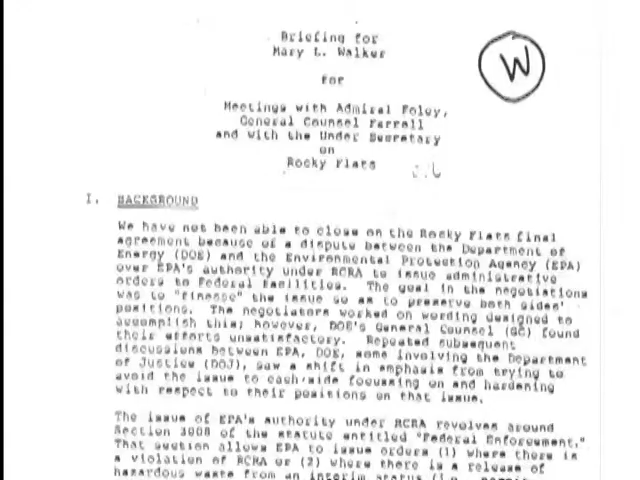 Briefing for
Mary L. Walker
W
for
Meetings with Admiral Foley,
General Counsel Farrell
and with the Under Secretary
on
Rocky Flats
I. BACKGROUND
We have not been able to close on the Rocky Flats final
agreement because of a dispute between the Department of
Energy (DOE) and the Environmental Protection Agency (EPA)
over EPA's authority under RCRA to issue administrative
orders to Federal Facilities. The goal in the negotiations
was to "finesse" the issue so as to preserve both sides'
positions. The negotiators worked on wording designed to
accomplish this; however, DOE's General Counsel (GC) found
their efforts unsatisfactory. Repeated subsequent
discussions between EPA, DOE, some involving the Department
of Justice (DOJ), saw a shift in emphasis from trying to
avoid the issue to each side focussing on and hardening
with respect to their positions on that issue.
The issue of EPA's authority under RCRA revolves around
Section 3008 of the statute entitled "Federal Enforcement."
That section allows EPA to issue orders (1) where there is
a violation of RCRA or (2) where there is a release of
hazardous waste from an interim status (i.e., permit